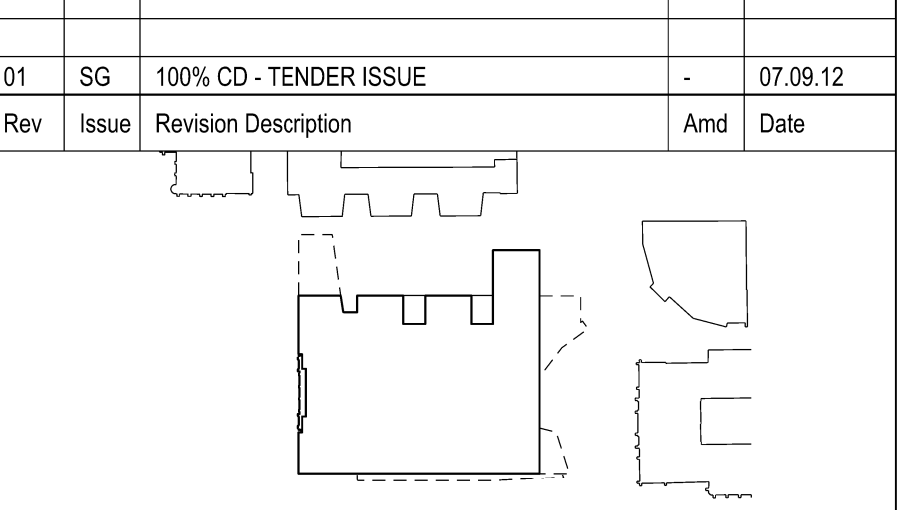 01 SG 100% CD - TENDER ISSUE - 07.09.12
Rev Issue Revision Description Amd Date